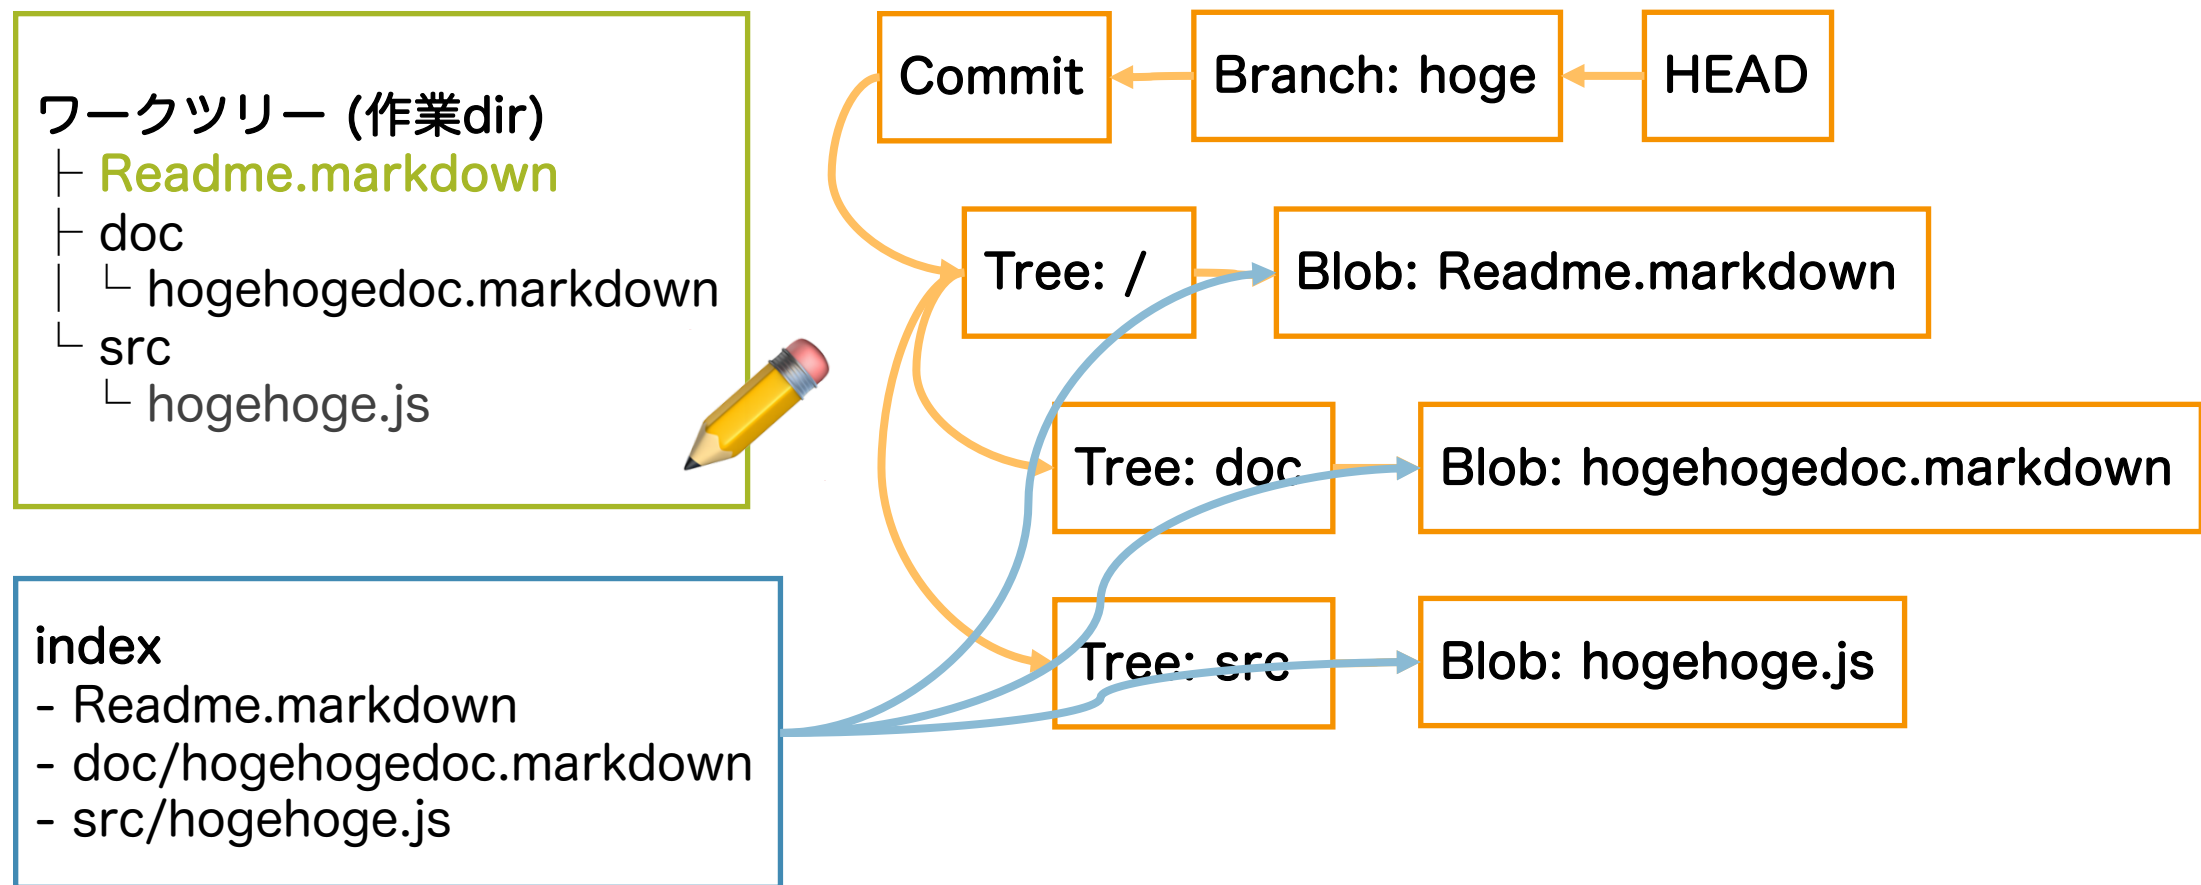 ワークツリー (作業dir)
├ Readme.markdown
├ doc
│ └ hogehogedoc.markdown
└ src
└ hogehoge.js
index
- Readme.markdown
- doc/hogehogedoc.markdown
- src/hogehoge.js
Commit
Branch: hoge
HEAD
Tree: /
Blob: Readme.markdown
Tree: doc
Blob: hogehogedoc.markdown
Tree: src
Blob: hogehoge.js